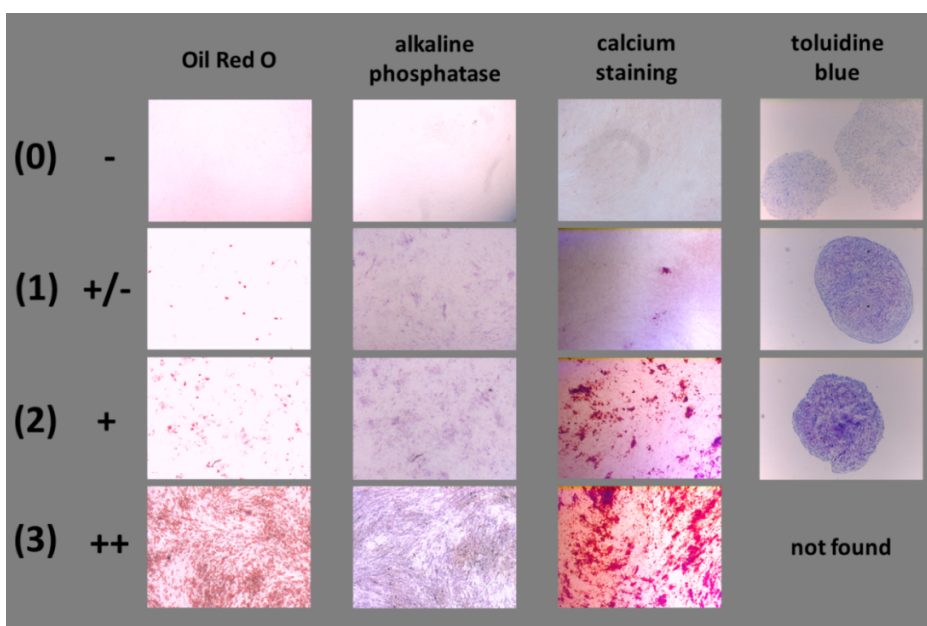 Oil Red O
alkaline
phosphatase
calcium
staining
toluidine
blue
(0) -
(1) +/-
(2) +
(3) ++
not found